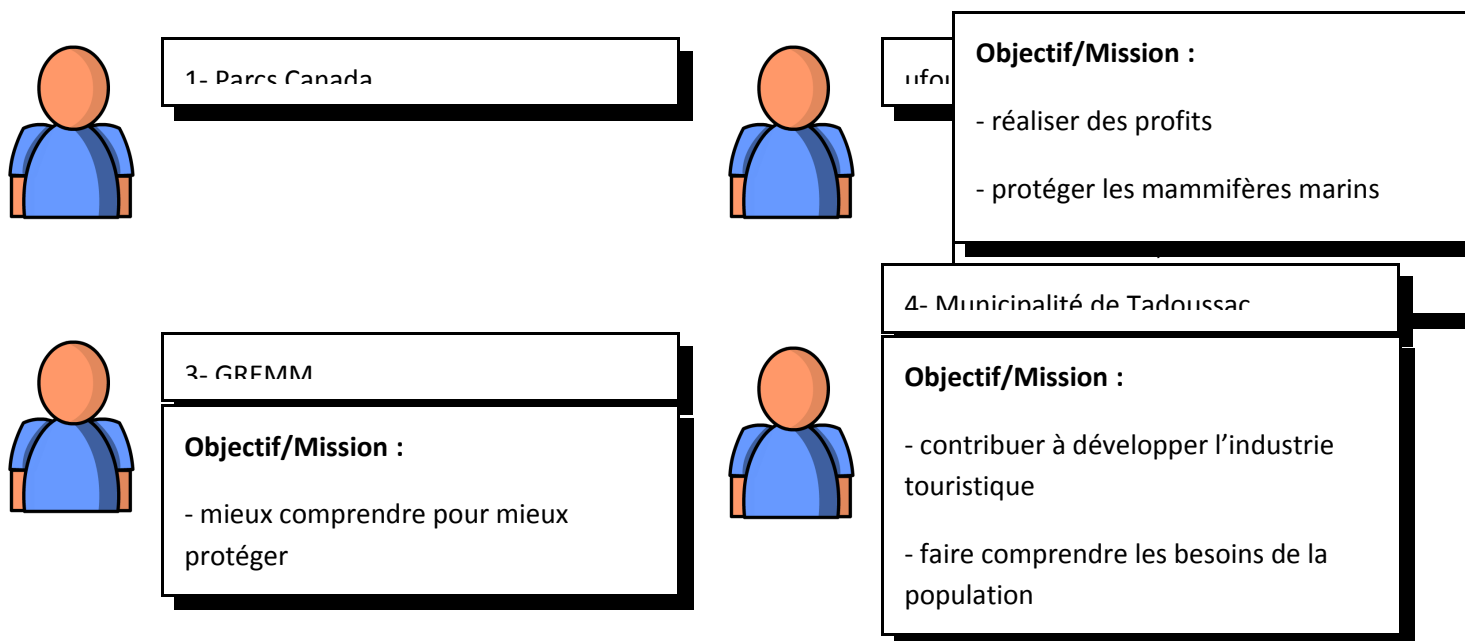 1- Parcs Canada
ufou
Objectif/Mission :
- réaliser des profits
- protéger les mammifères marins
3- GREMM
Objectif/Mission :
- mieux comprendre pour mieux
protéger
4- Municipalité de Tadoussac
Objectif/Mission :
- contribuer à développer l’industrie
touristique
- faire comprendre les besoins de la
population